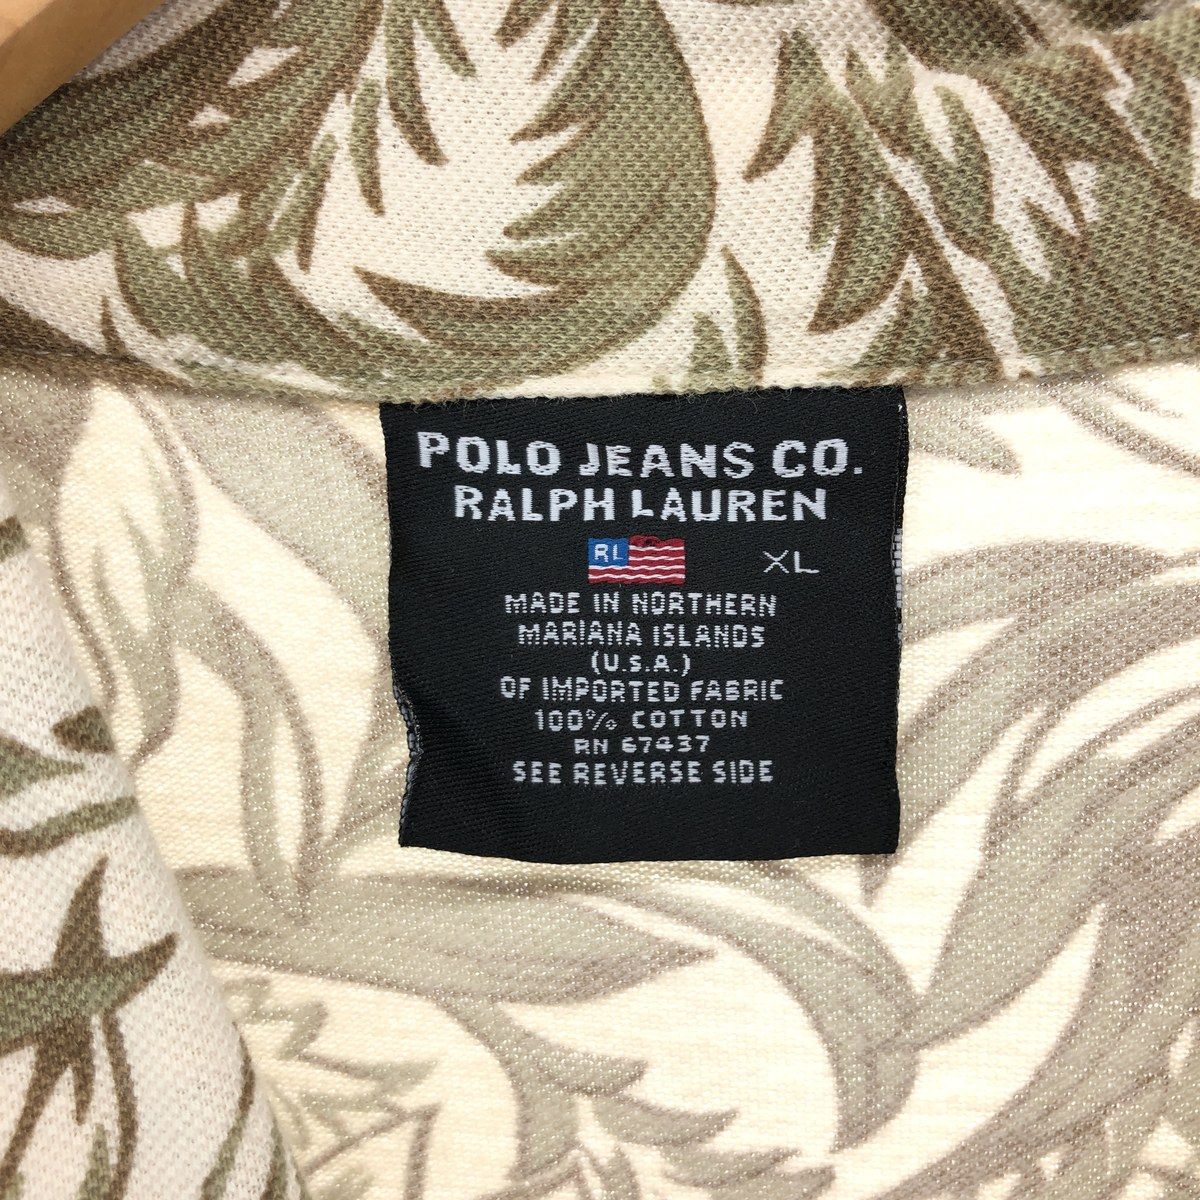 POLO JEANS CO.
RALPH LAUREN
RL XL
MADE IN NORTHERN
MARIANA ISLANDS
(U.S.A.)
OF IMPORTED FABRIC
100% COTTON
RN 67437
SEE REVERSE SIDE